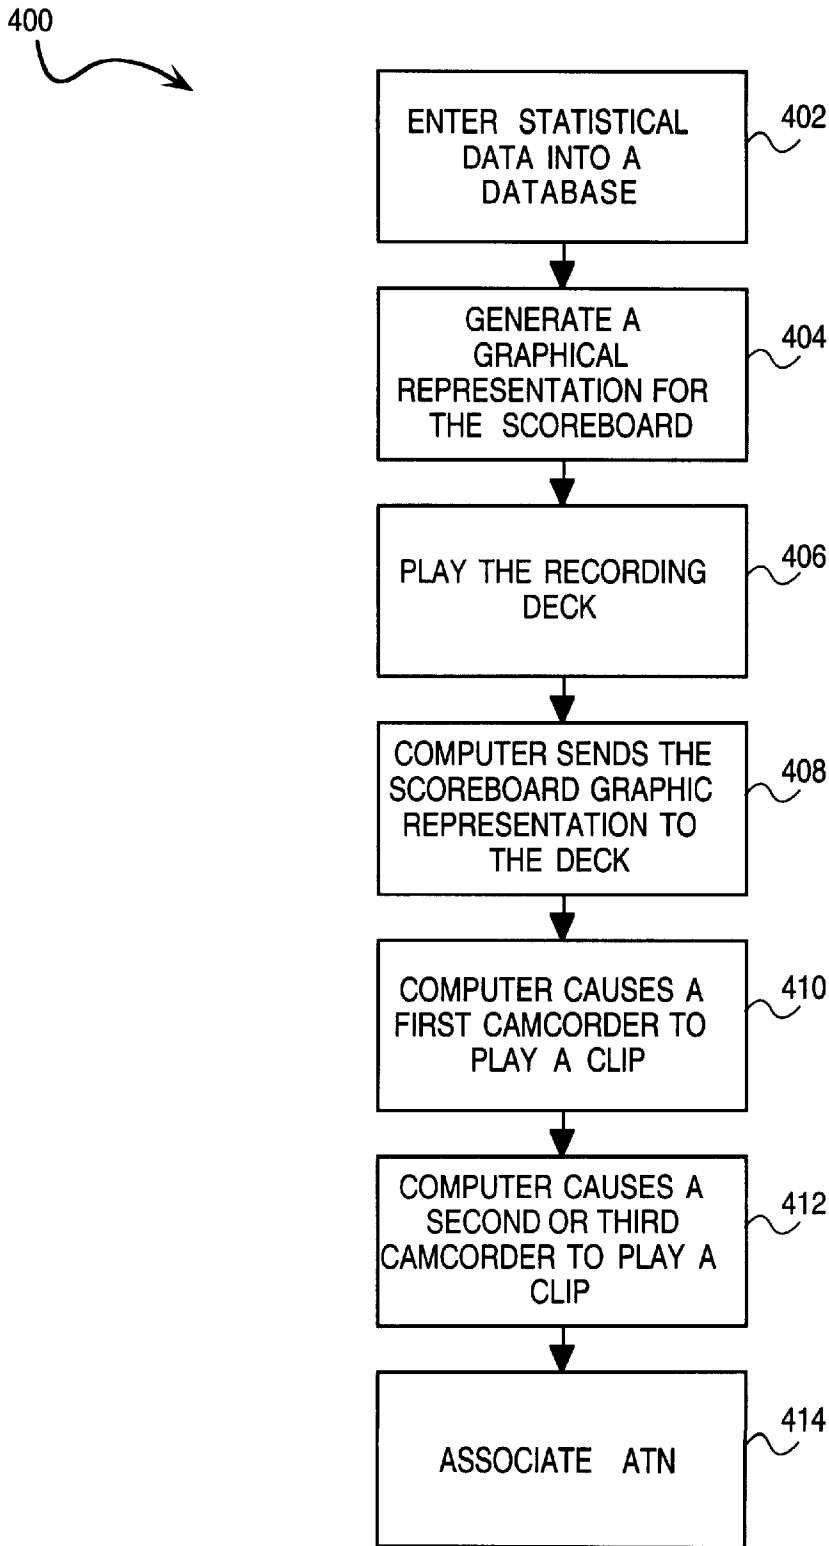 400
ENTER STATISTICAL
DATA INTO A
DATABASE
402
GENERATE A
GRAPHICAL
REPRESENTATION FOR
THE SCOREBOARD
404
PLAY THE RECORDING
DECK
406
COMPUTER SENDS THE
SCOREBOARD GRAPHIC
REPRESENTATION TO
THE DECK
408
COMPUTER CAUSES A
FIRST CAMCORDER TO
PLAY A CLIP
410
COMPUTER CAUSES A
SECOND OR THIRD
CAMCORDER TO PLAY A
CLIP
412
ASSOCIATE ATN
414